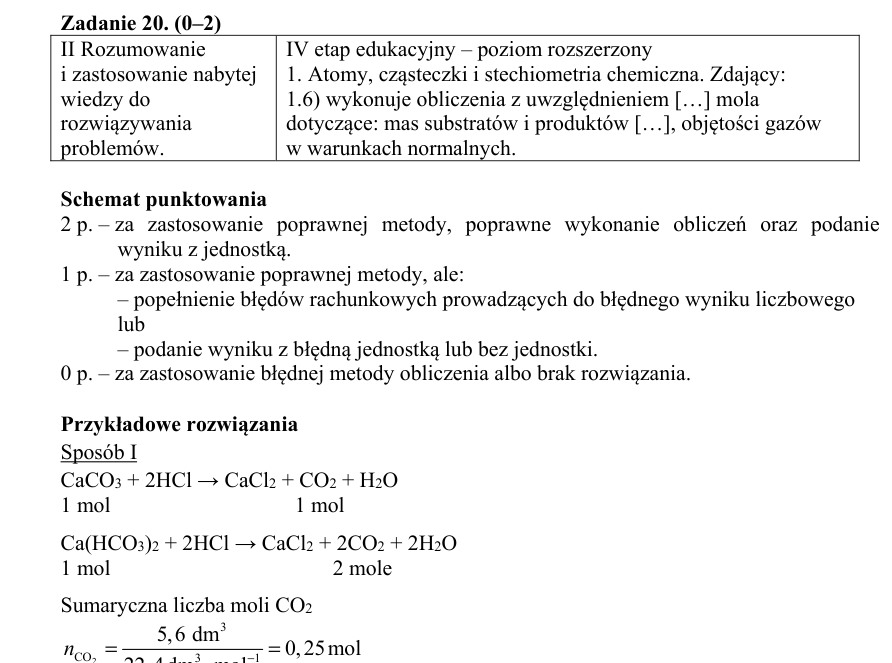 Zadanie 20. (0–2)
II Rozumowanie
i zastosowanie nabytej
wiedzy do
rozwiązywania
problemów.
IV etap edukacyjny – poziom rozszerzony
1. Atomy, cząsteczki i stechiometria chemiczna. Zdający:
1.6) wykonuje obliczenia z uwzględnieniem […] mola
dotyczące: mas substratów i produktów […], objętości gazów
w warunkach normalnych.
Schemat punktowania
2 p. – za zastosowanie poprawnej metody, poprawne wykonanie obliczeń oraz podanie
wyniku z jednostką.
1 p. – za zastosowanie poprawnej metody, ale:
– popełnienie błędów rachunkowych prowadzących do błędnego wyniku liczbowego
lub
– podanie wyniku z błędną jednostką lub bez jednostki.
0 p. – za zastosowanie błędnej metody obliczenia albo brak rozwiązania.
Przykładowe rozwiązania
Sposób I
CaCO₃ + 2HCl → CaCl₂ + CO₂ + H₂O
1 mol 1 mol
Ca(HCO₃)₂ + 2HCl → CaCl₂ + 2CO₂ + 2H₂O
1 mol 2 mole
Sumaryczna liczba moli CO₂
5,6 dm³
n CO₂ = = 0,25 mol
22,4 dm³ · mol⁻¹